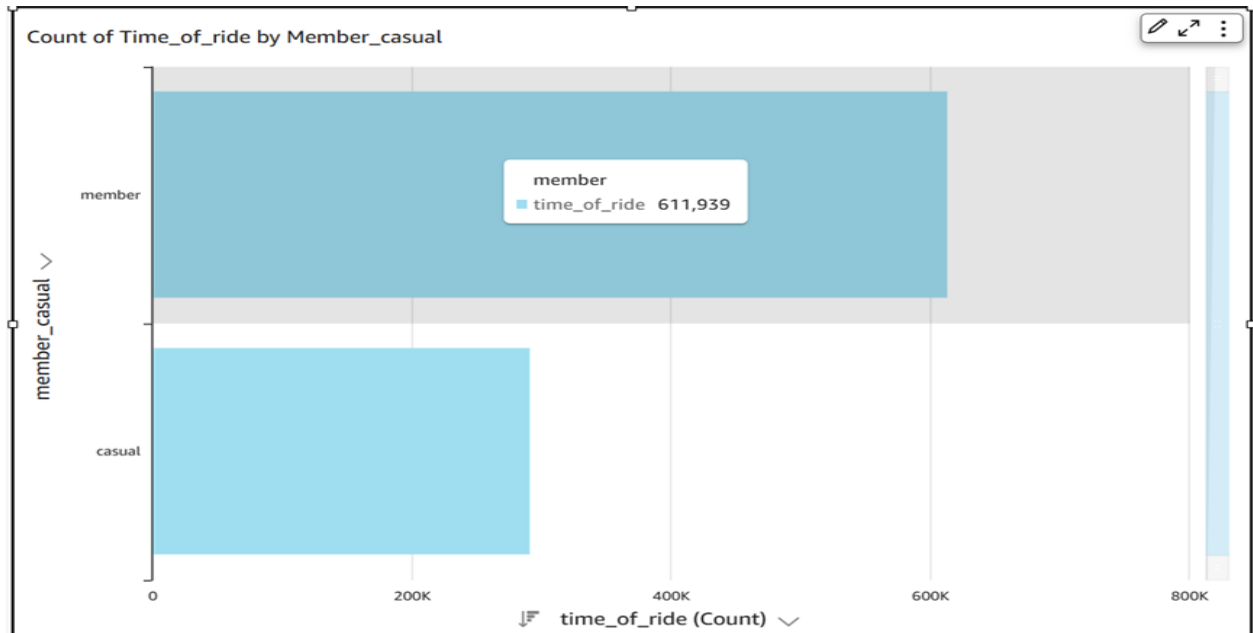 Count of Time_of_ride by Member_casual
member
member
time_of_ride 611,939
member_casual
casual
0 200K 400K 600K 800K
time_of_ride (Count)